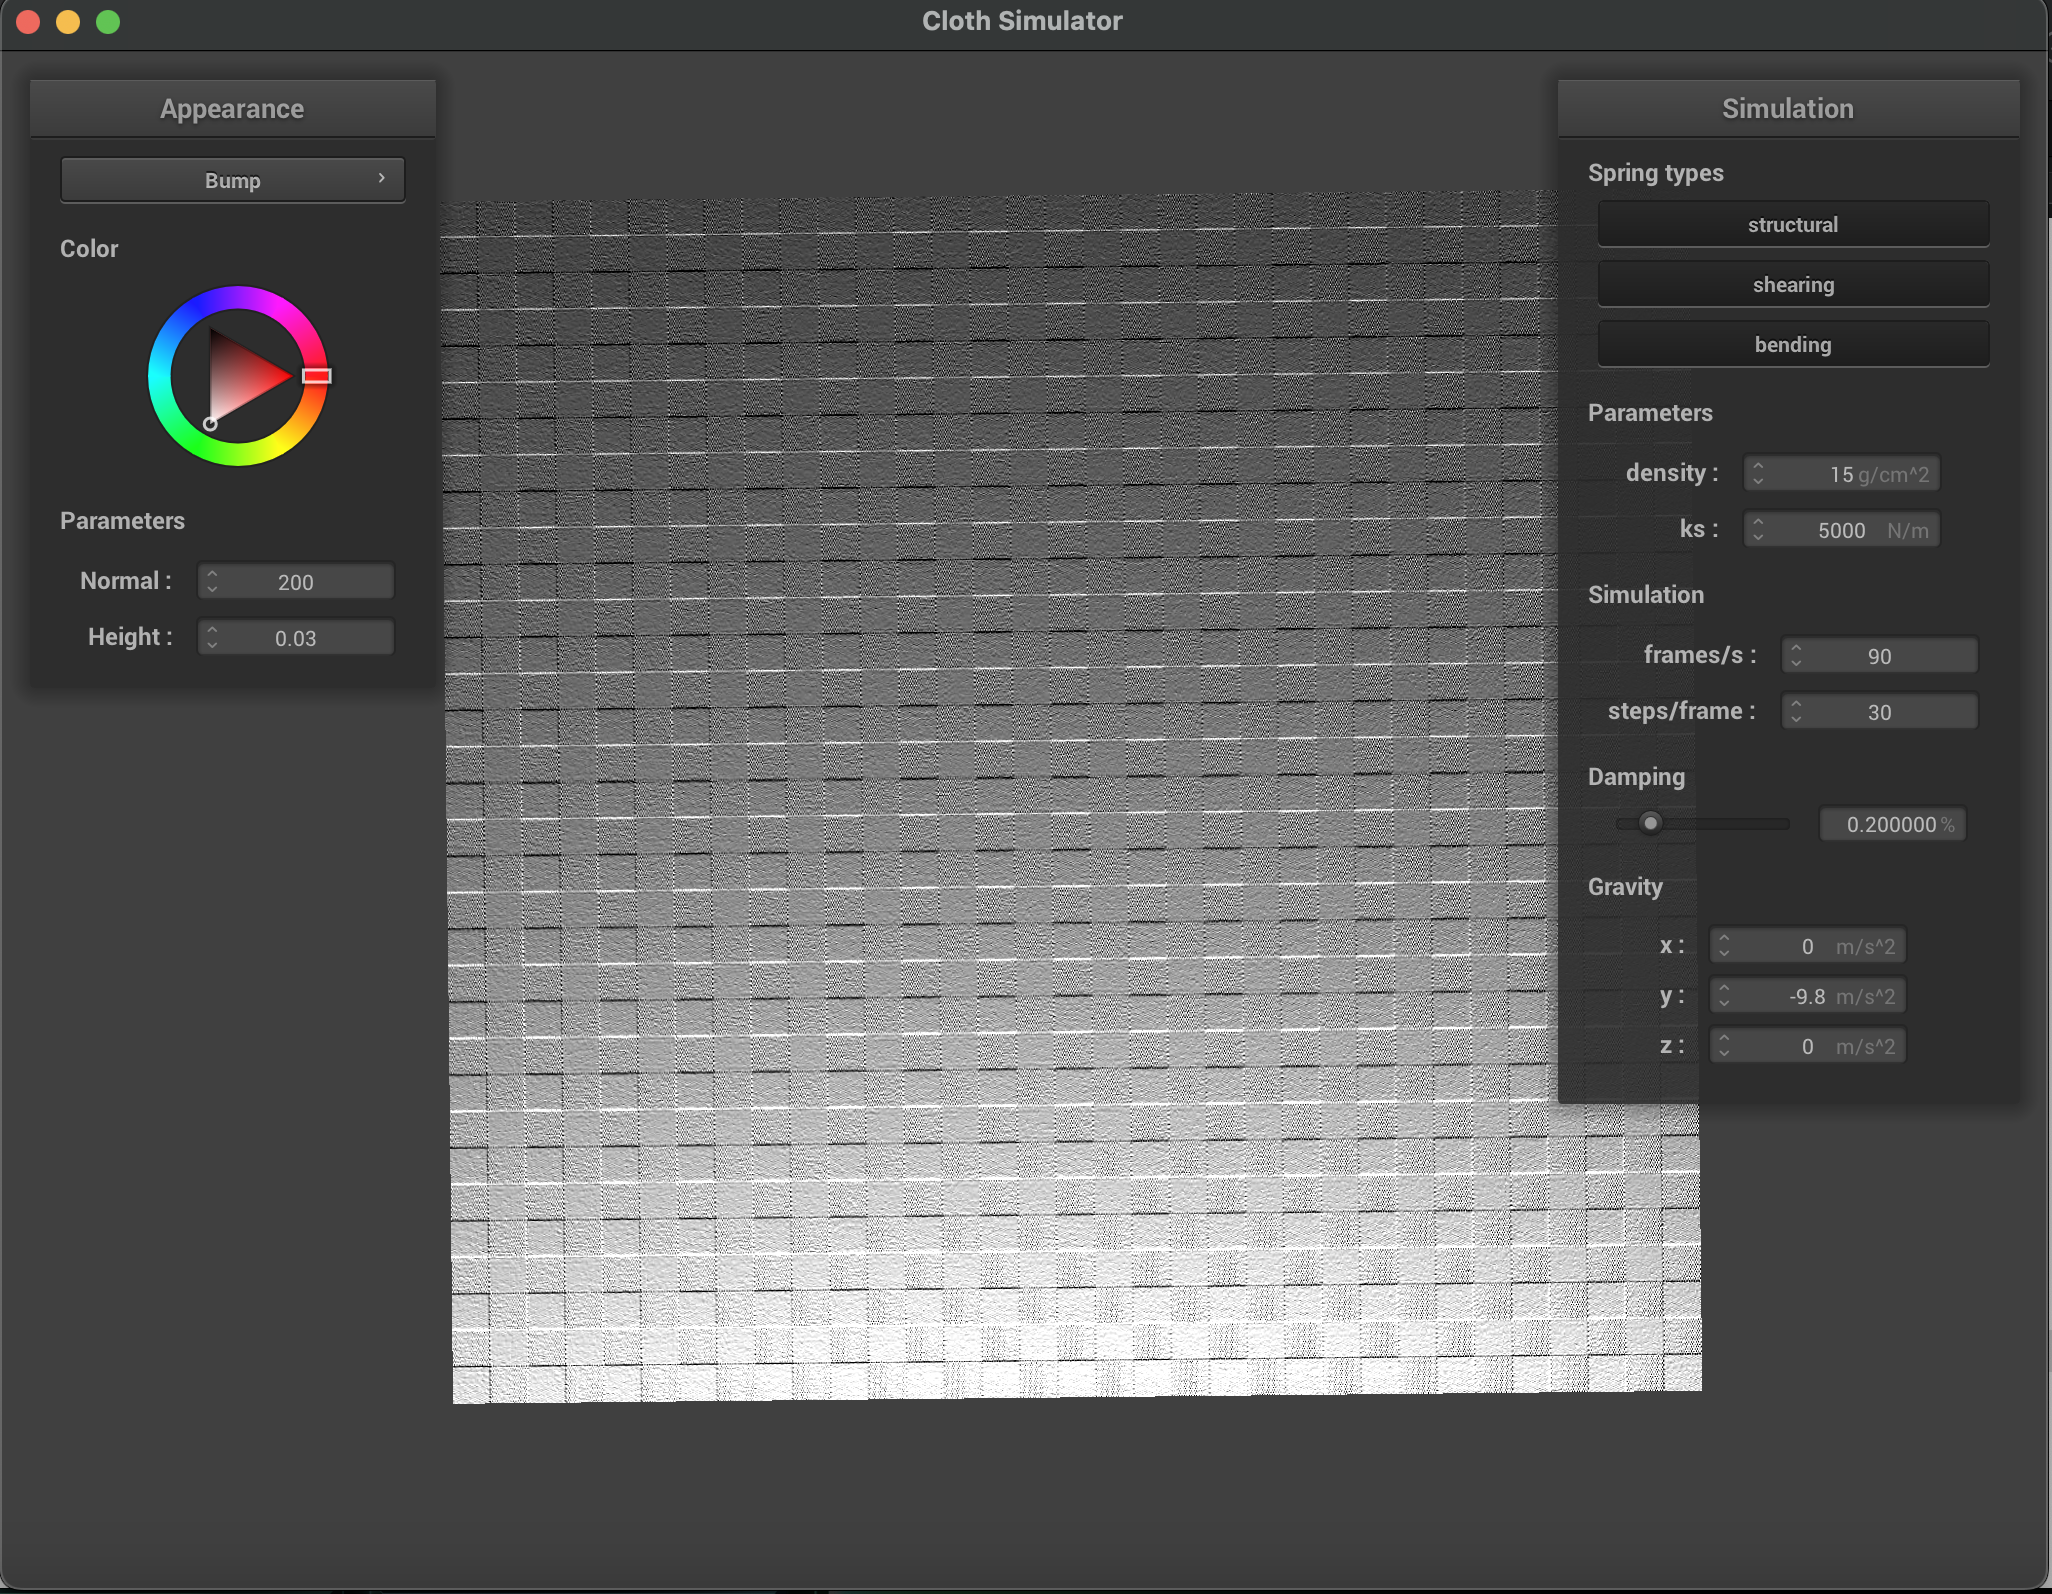 Cloth Simulator
Appearance
Bump
Color
Parameters
Normal : 200
Height : 0.03
Simulation
Spring types
structural
shearing
bending
Parameters
density : 15 g/cm^2
ks : 5000 N/m
Simulation
frames/s : 90
steps/frame : 30
Damping
0.200000 %
Gravity
x : 0 m/s^2
y : -9.8 m/s^2
z : 0 m/s^2